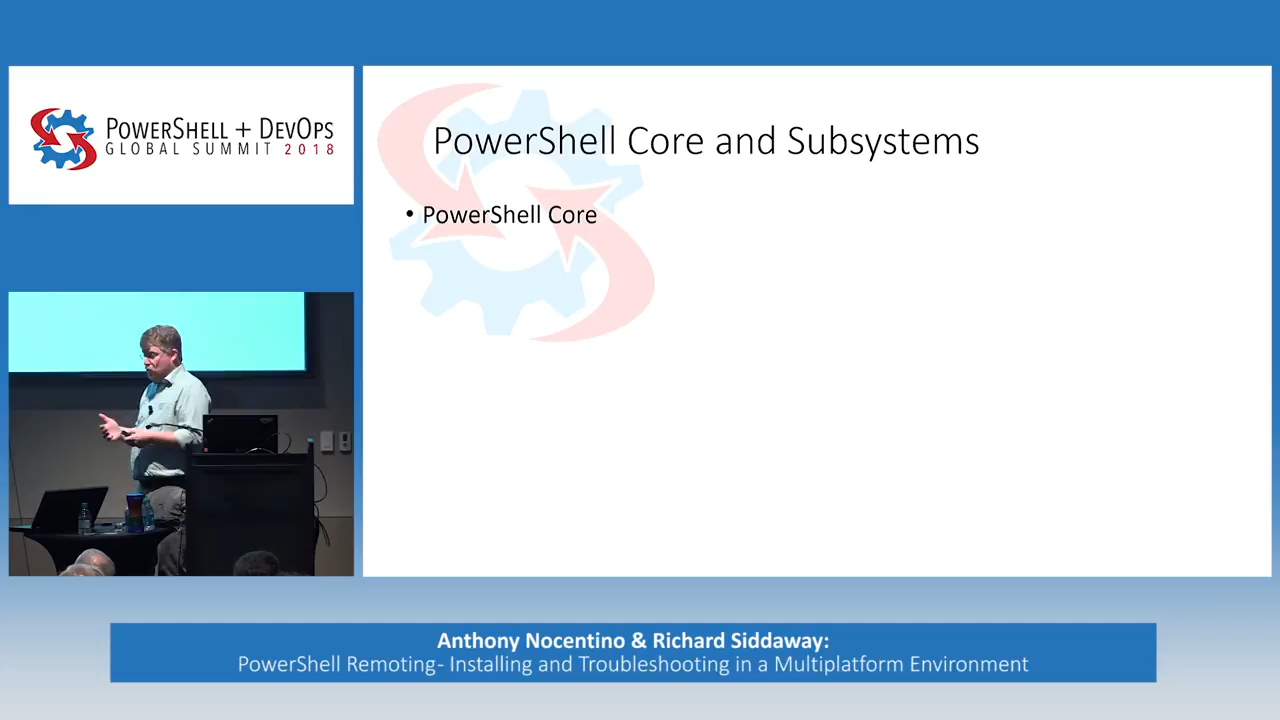 POWERSHELL + DEVOPS
GLOBAL SUMMIT 2018
PowerShell Core and Subsystems
• PowerShell Core
Anthony Nocentino & Richard Siddaway:
PowerShell Remoting- Installing and Troubleshooting in a Multiplatform Environment